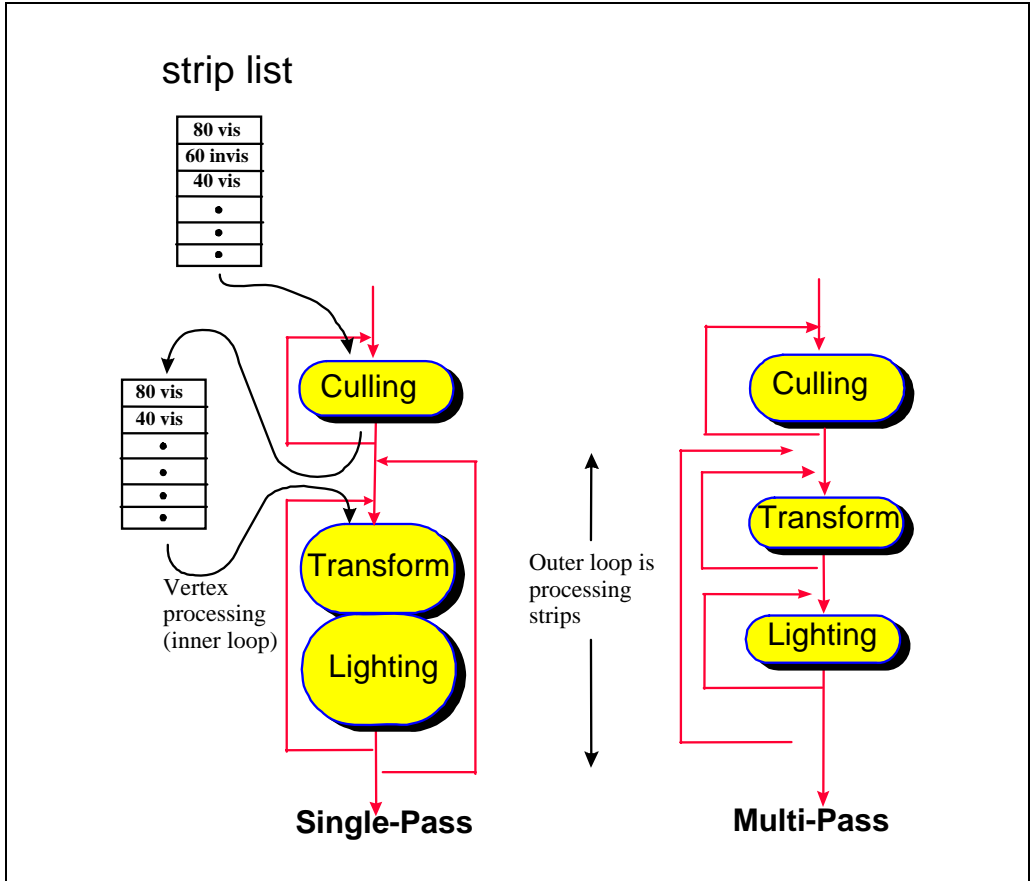 strip list
80 vis
60 invis
40 vis
Culling
80 vis
40 vis
Transform
Lighting
Vertex
processing
(inner loop)
Outer loop is
processing
strips
Single-Pass
Culling
Transform
Lighting
Multi-Pass